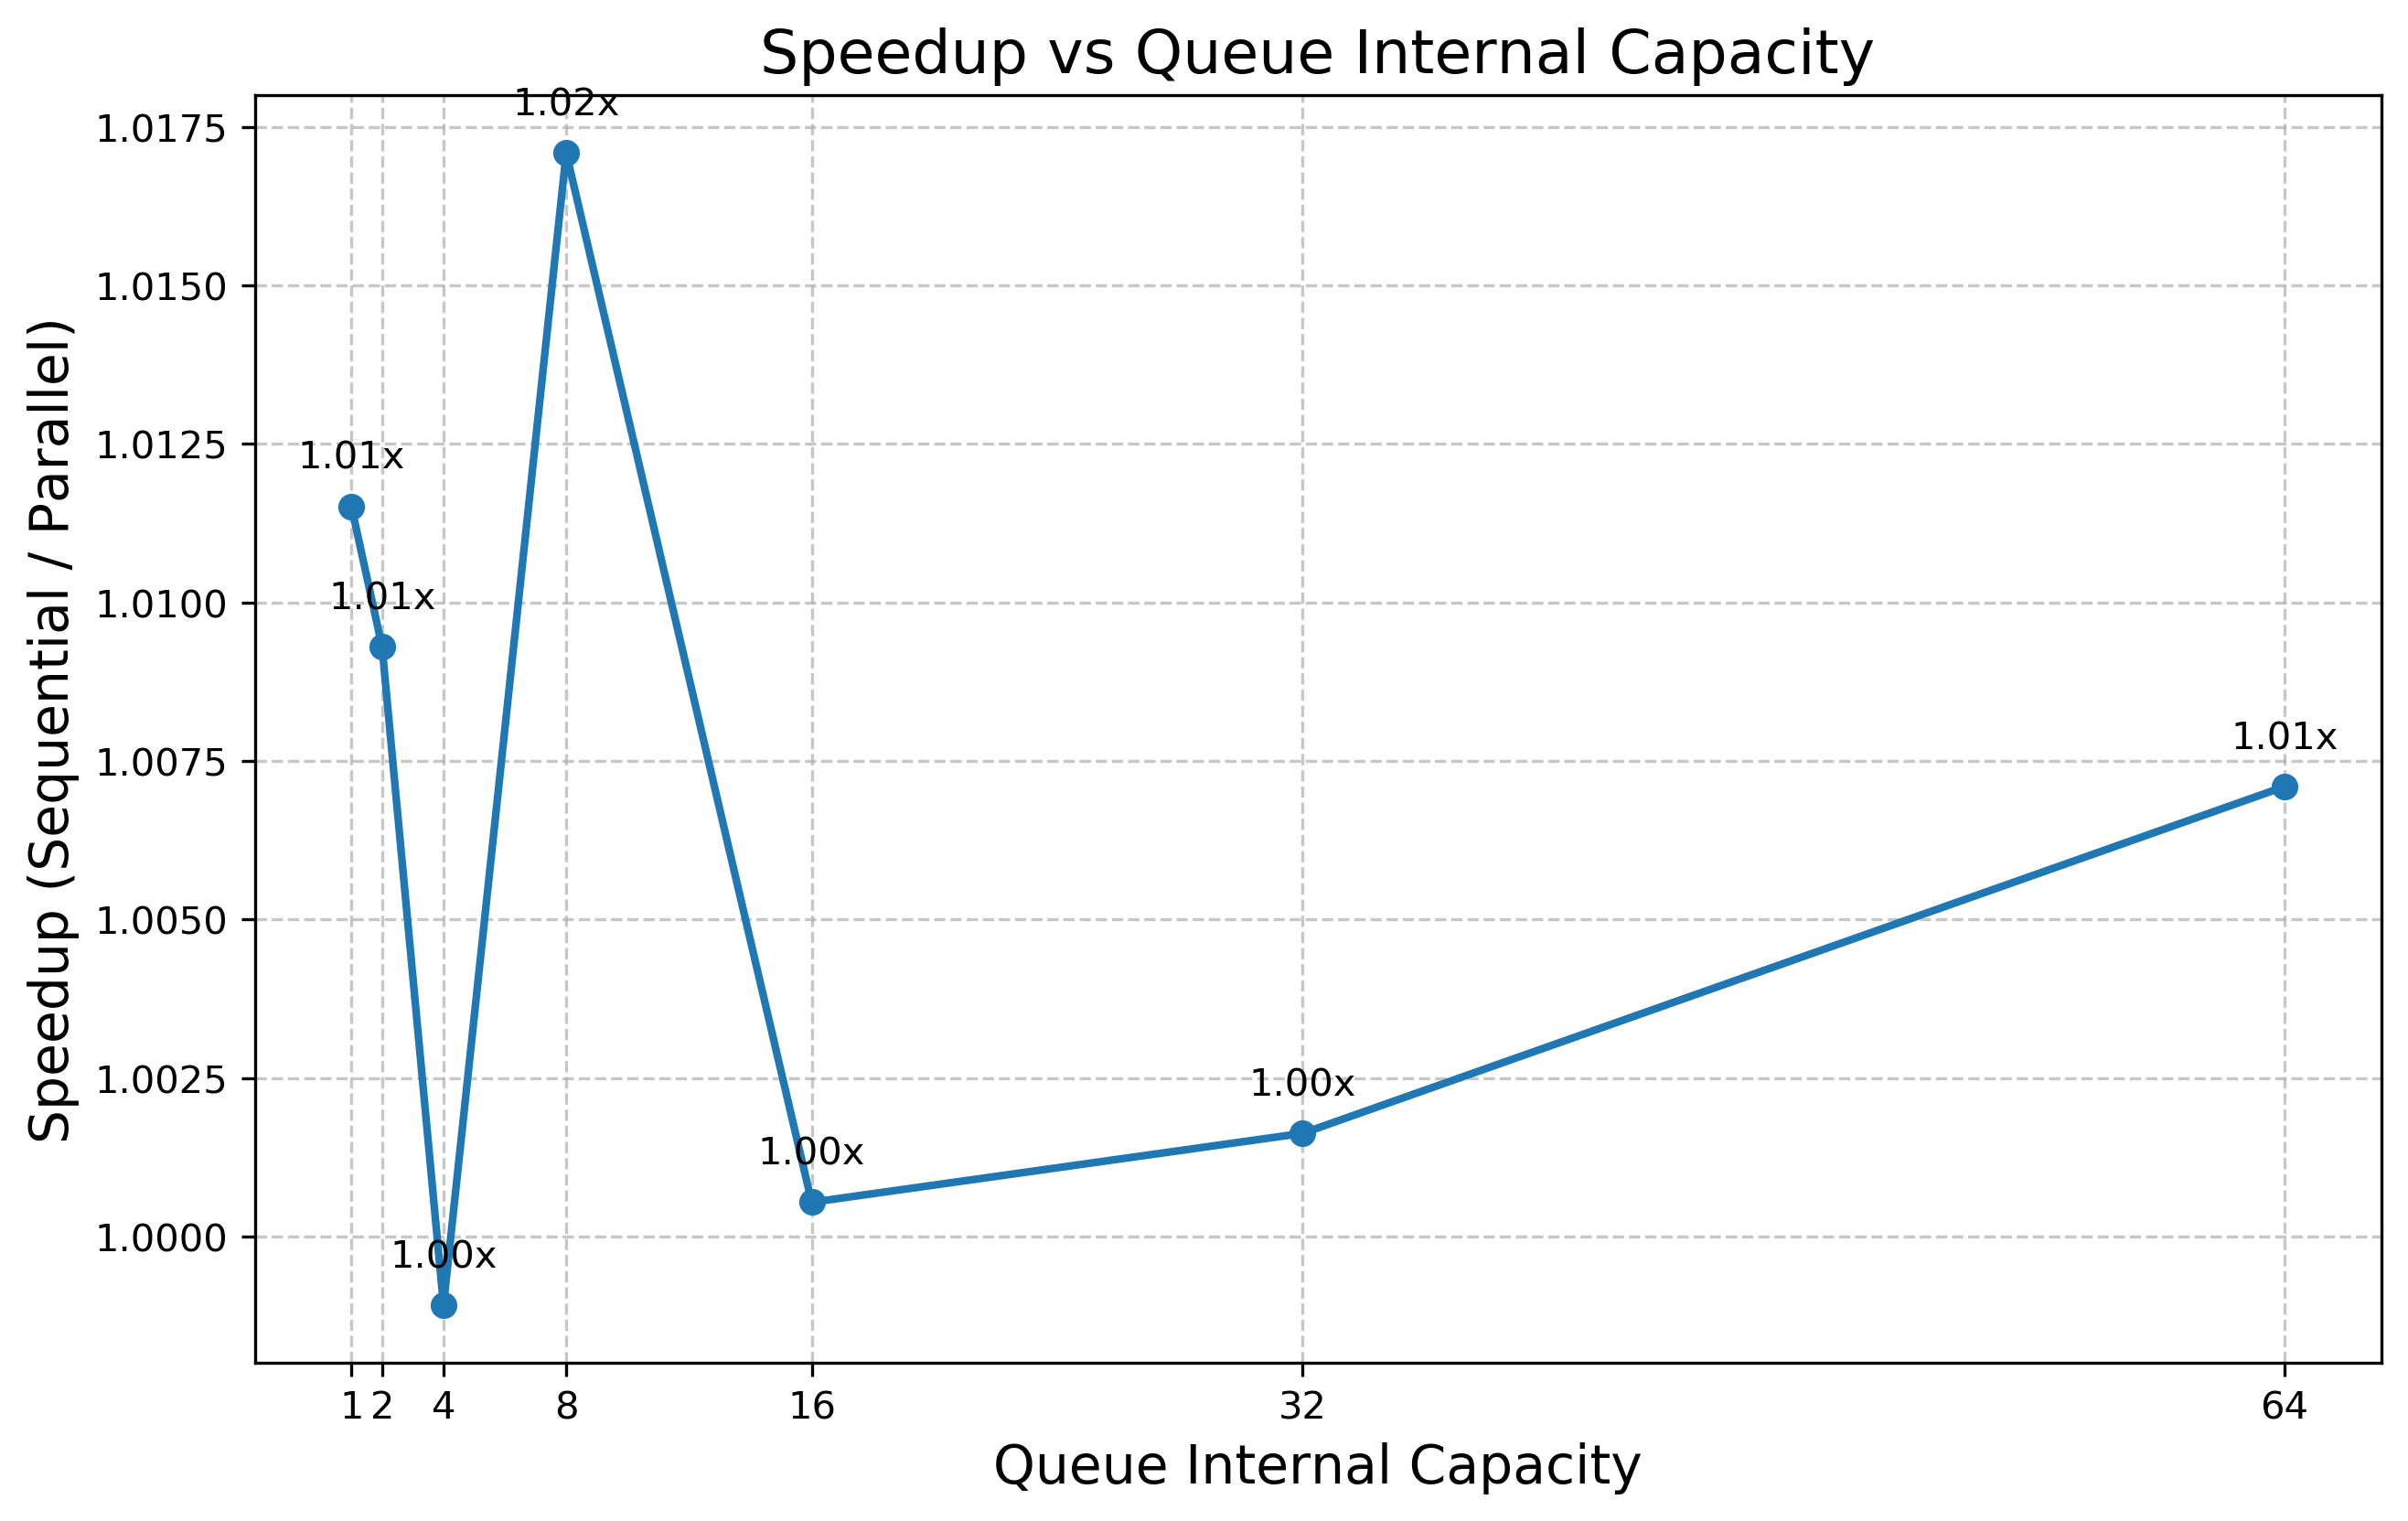 Speedup vs Queue Internal Capacity
1.02x
1.0175
1.0150
1.0125
1.01x
1.0100
1.01x
1.0075
1.01x
1.0050
1.0025
1.00x
1.00x
1.0000
1.00x
Speedup (Sequential / Parallel)
1 2 4 8 16 32 64
Queue Internal Capacity